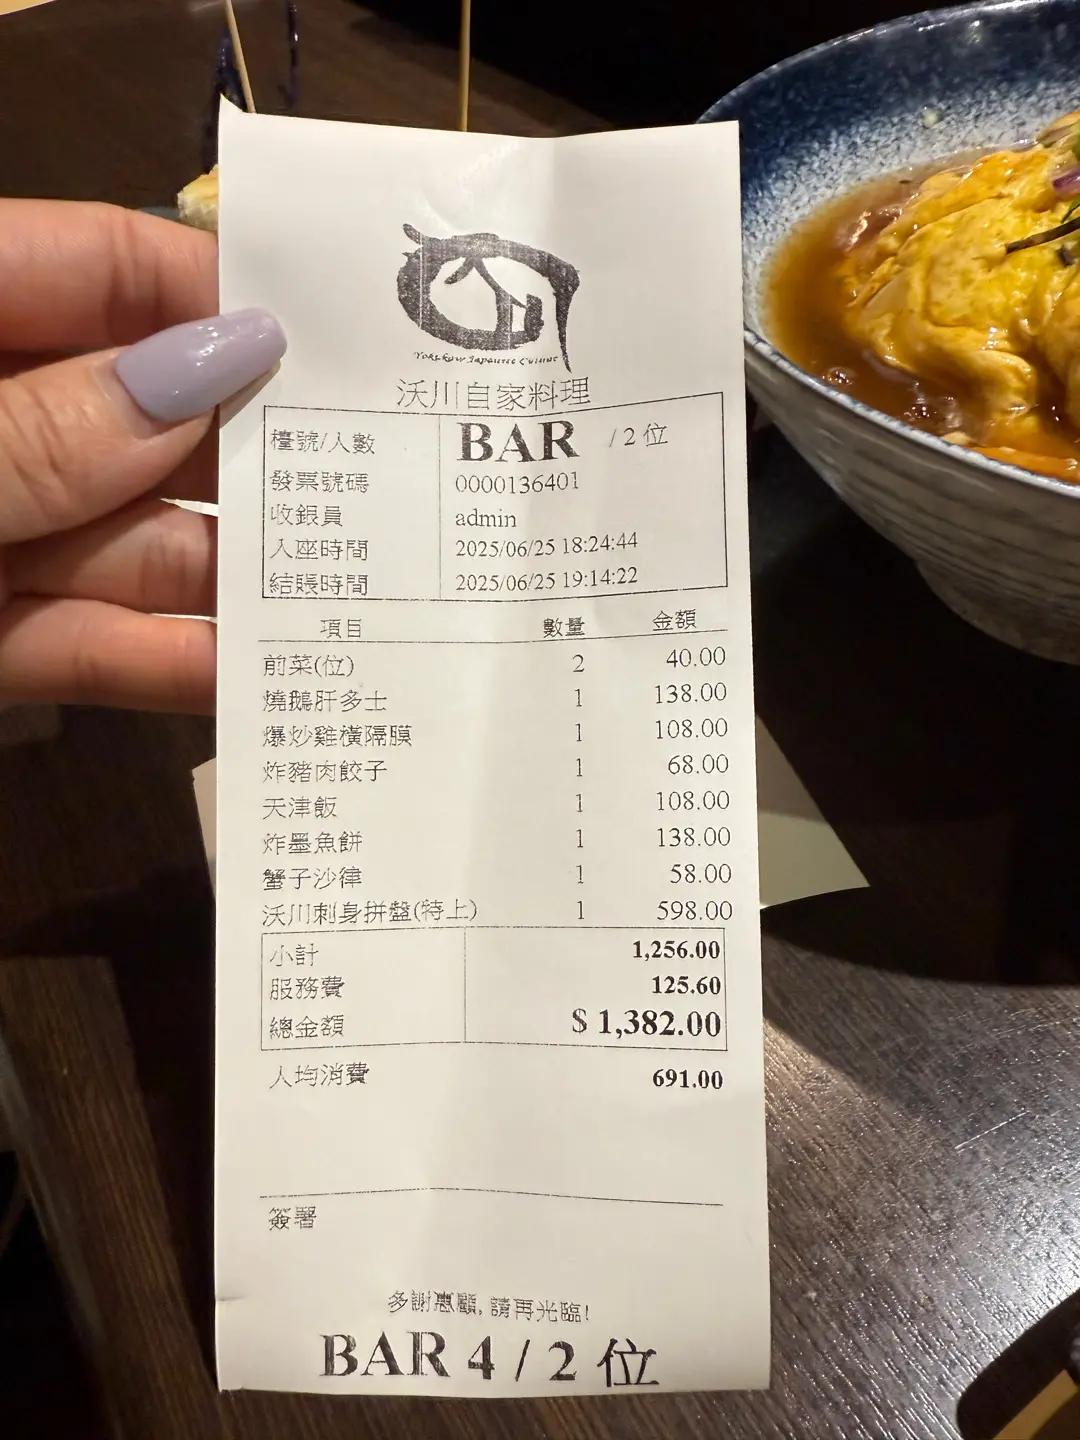 Yokikaw Japanese Cuisine
沃川自家料理
檯號/人數 BAR / 2 位
發票號碼 0000136401
收銀員 admin
入座時間 2025/06/25 18:24:44
結賬時間 2025/06/25 19:14:22
項目 數量 金額
前菜(位) 2 40.00
燒鵝肝多士 1 138.00
爆炒雞橫隔膜 1 108.00
炸豬肉餃子 1 68.00
天津飯 1 108.00
炸墨魚餅 1 138.00
蟹子沙律 1 58.00
沃川刺身拼盤(特上) 1 598.00
小計 1,256.00
服務費 125.60
總金額 $ 1,382.00
人均消費 691.00
簽署
多謝惠顧, 請再光臨!
BAR 4 / 2 位